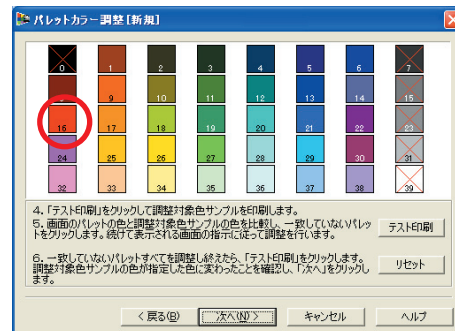 パレットカラー調整[新規]
0 1 2 3 4 5 6 7
9 10 11 12 13 14 15
16 17 18 19 20 21 22 23
24 25 26 27 28 29 30 31
32 33 34 35 36 37 38 39
4.「テスト印刷」をクリックして調整対象色サンプルを印刷します。
5. 画面のパレットの色と調整対象色サンプルの色を比較し、一致していないパレッ
トをクリックします。続けて表示される画面の指示に従って調整を行います。
テスト印刷
6. 一致していないパレットすべてを調整し終えたら、「テスト印刷」をクリックします。
調整対象色サンプルの色が指定した色に変わったことを確認し、「次へ」をクリックし
ます。
リセット
< 戻る(B) 次へ(N) > キャンセル ヘルプ